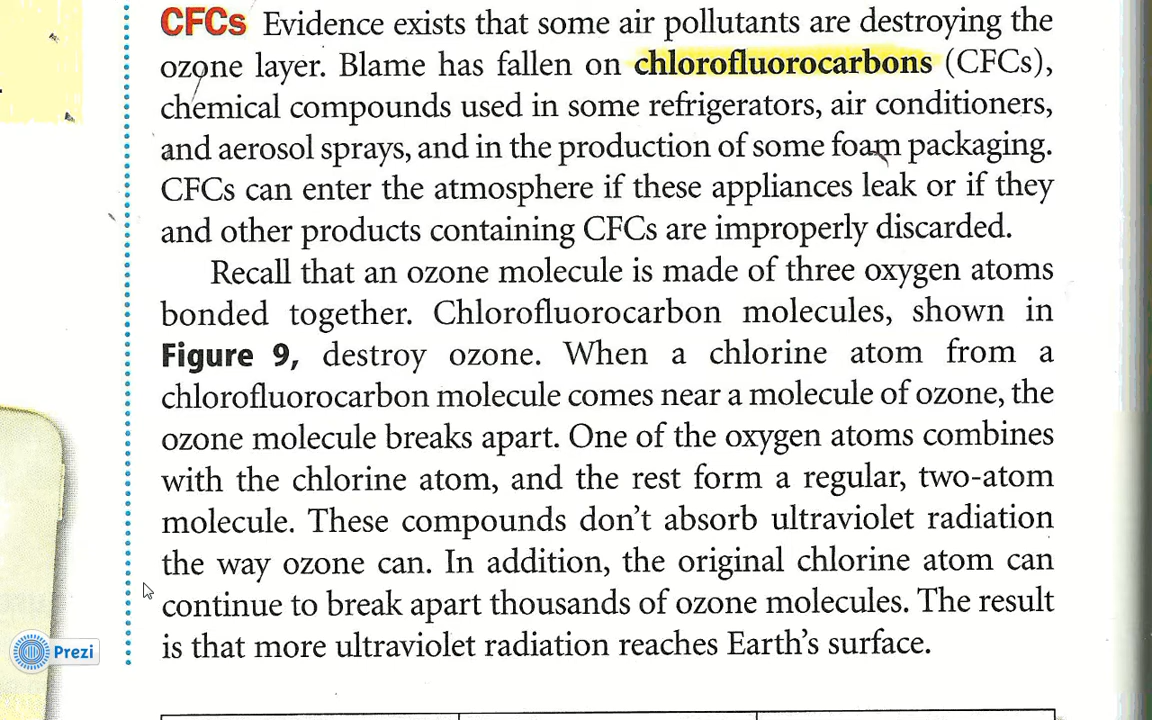 CFCs Evidence exists that some air pollutants are destroying the
ozone layer. Blame has fallen on chlorofluorocarbons (CFCs),
chemical compounds used in some refrigerators, air conditioners,
and aerosol sprays, and in the production of some foam packaging.
CFCs can enter the atmosphere if these appliances leak or if they
and other products containing CFCs are improperly discarded.
Recall that an ozone molecule is made of three oxygen atoms
bonded together. Chlorofluorocarbon molecules, shown in
Figure 9, destroy ozone. When a chlorine atom from a
chlorofluorocarbon molecule comes near a molecule of ozone, the
ozone molecule breaks apart. One of the oxygen atoms combines
with the chlorine atom, and the rest form a regular, two-atom
molecule. These compounds don't absorb ultraviolet radiation
the way ozone can. In addition, the original chlorine atom can
continue to break apart thousands of ozone molecules. The result
is that more ultraviolet radiation reaches Earth's surface.
Prezi